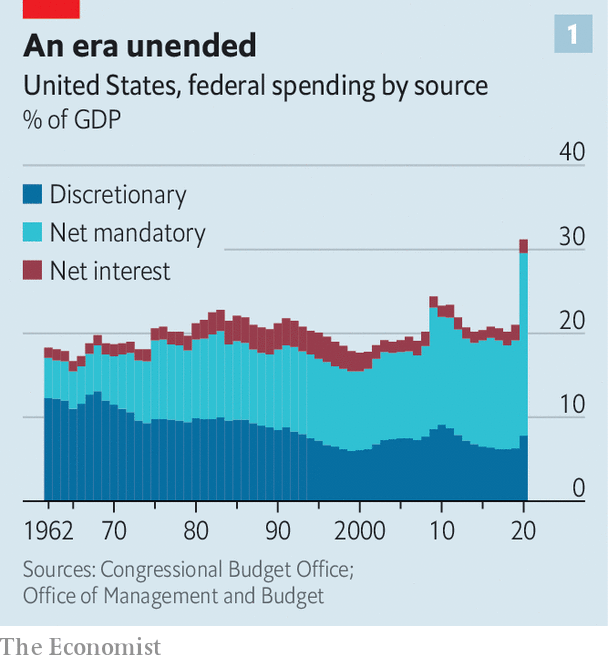 An era unended
1
United States, federal spending by source
% of GDP
40
Discretionary
Net mandatory
30
Net interest
20
10
0
1962 70 80 90 2000 10 20
Sources: Congressional Budget Office;
Office of Management and Budget
The Economist